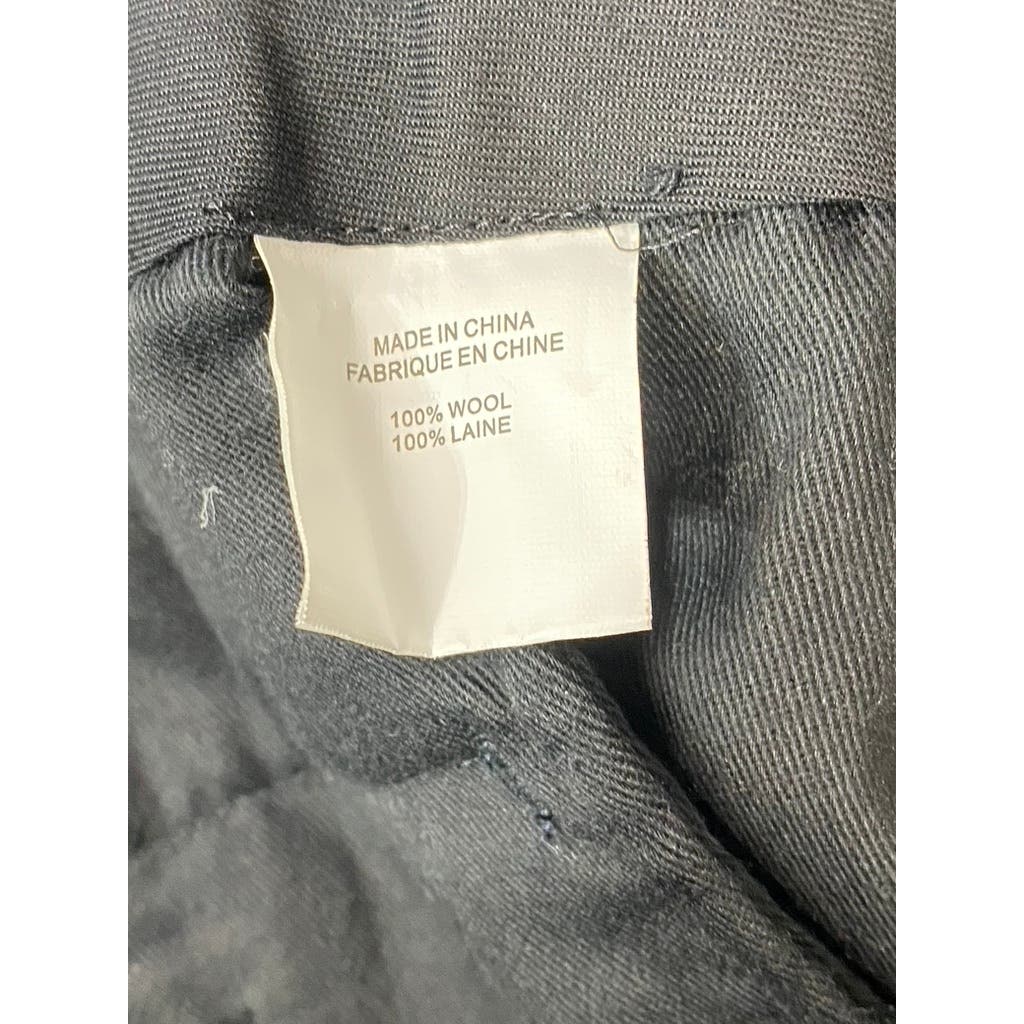 MADE IN CHINA
FABRIQUE EN CHINE
100% WOOL
100% LAINE